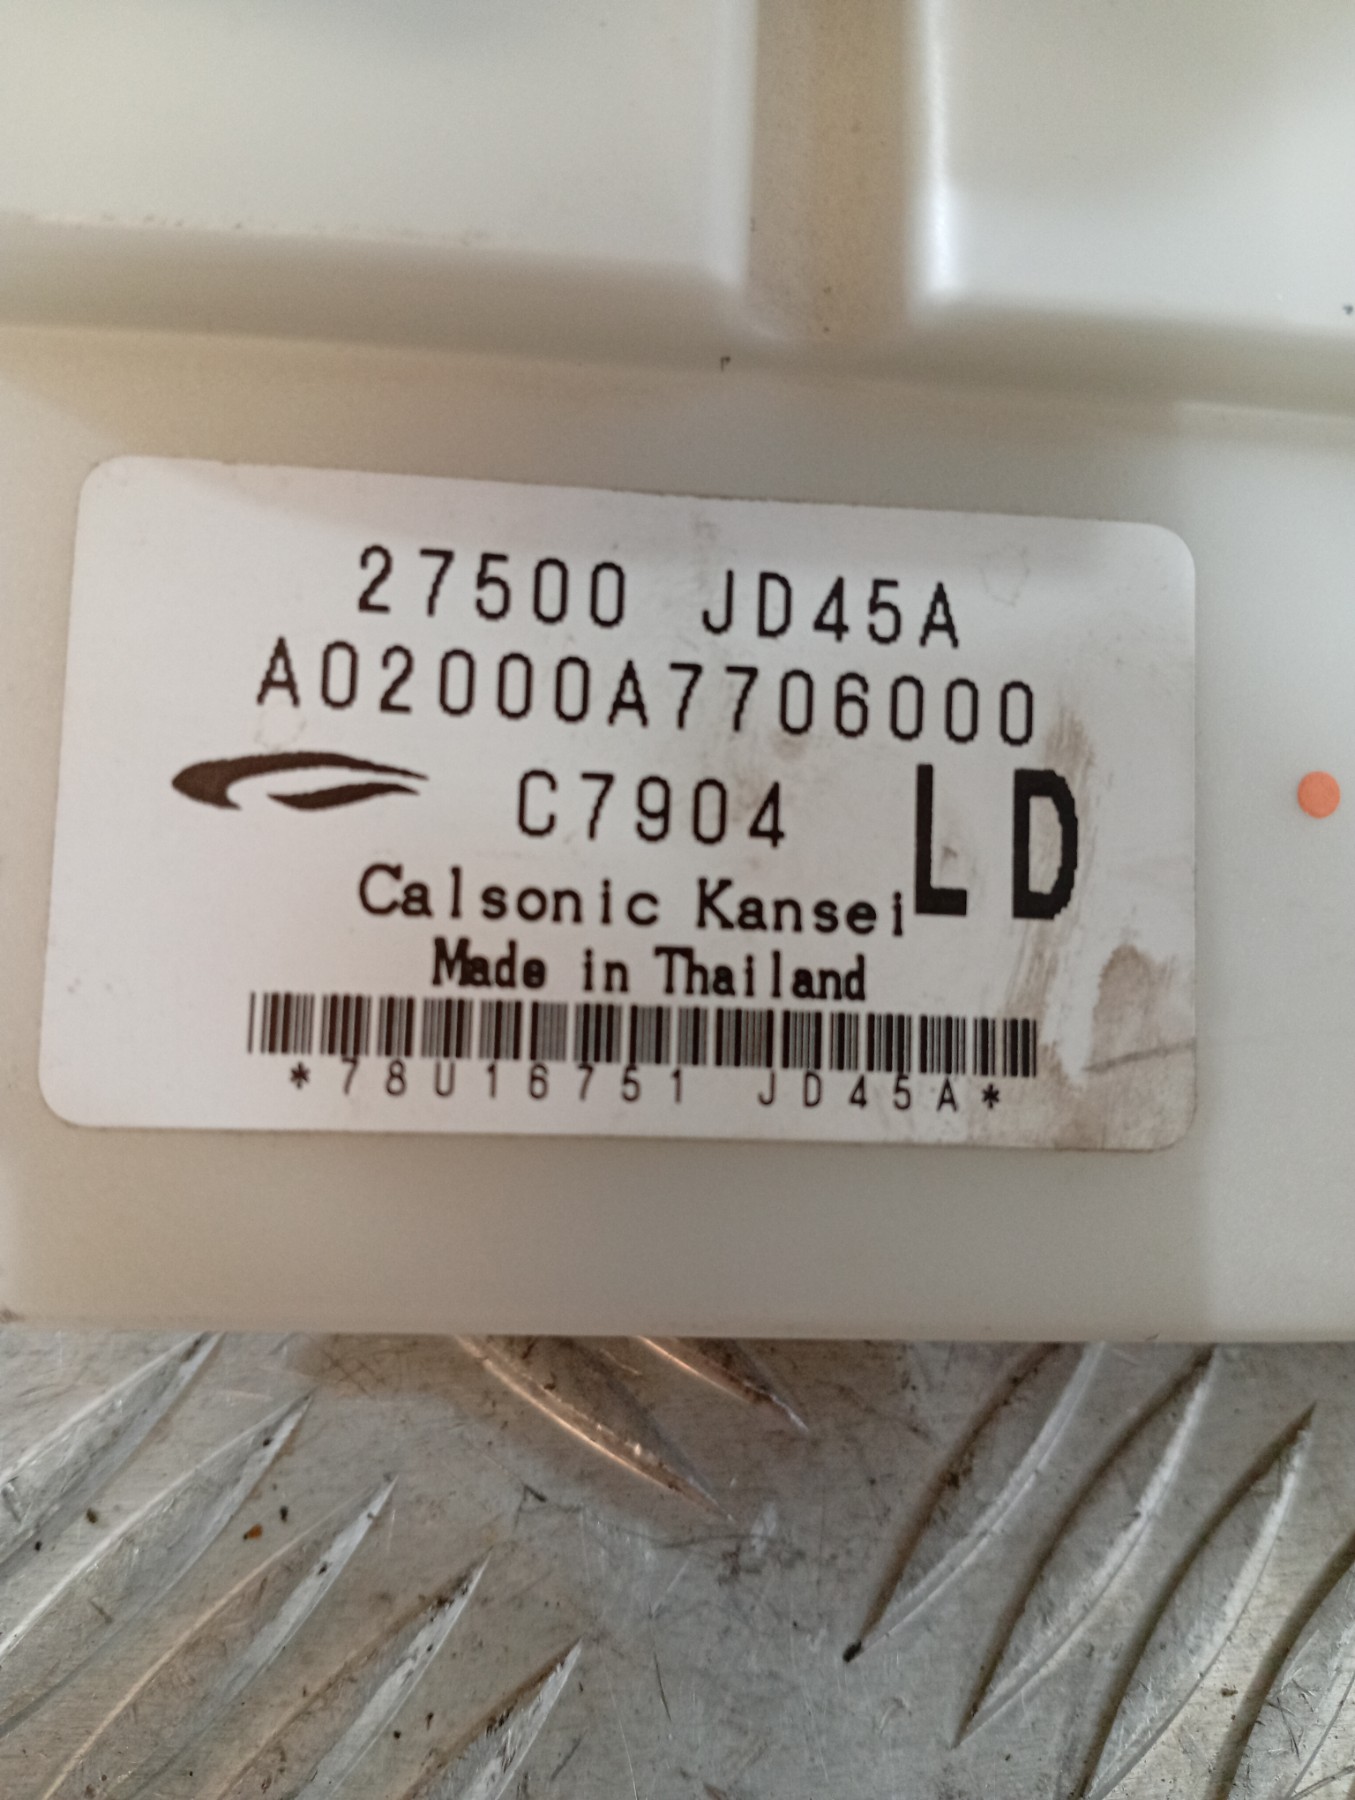 27500 JD45A
A02000A7706000
C7904 LD
Calsonic Kansei
Made in Thailand
*78U16751 JD45A*